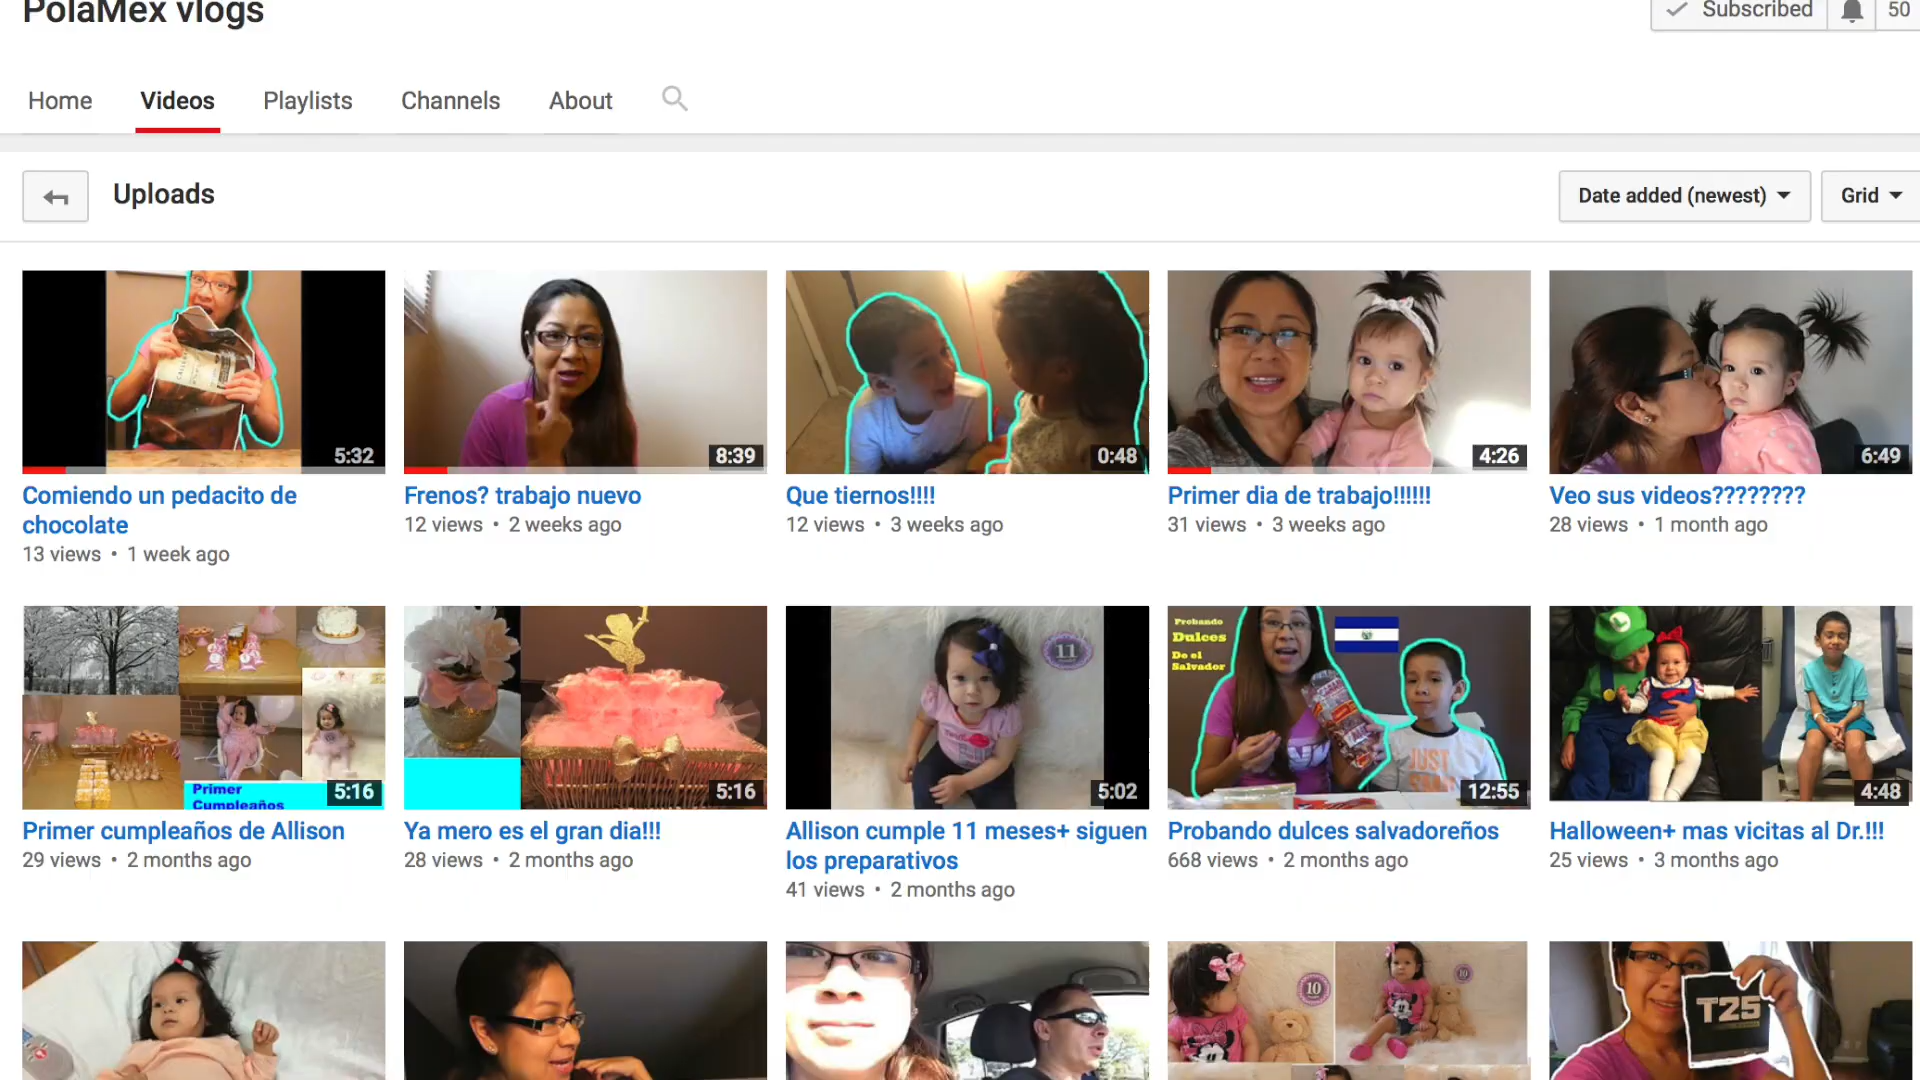 PolaMex vlogs
Subscribed 50
Home Videos Playlists Channels About
Uploads
Date added (newest) Grid
5:32
8:39
0:48
4:26
6:49
Comiendo un pedacito de
chocolate
13 views • 1 week ago
Frenos? trabajo nuevo
12 views • 2 weeks ago
Que tiernos!!!!
12 views • 3 weeks ago
Primer dia de trabajo!!!!!!
31 views • 3 weeks ago
Veo sus videos????????
28 views • 1 month ago
Primer
Cumpleaños
5:16
5:16
11
5:02
Probando
Dulces
De el
Salvador
JUST
12:55
4:48
Primer cumpleaños de Allison
29 views • 2 months ago
Ya mero es el gran dia!!!
28 views • 2 months ago
Allison cumple 11 meses+ siguen
los preparativos
41 views • 2 months ago
Probando dulces salvadoreños
668 views • 2 months ago
Halloween+ mas vicitas al Dr.!!!
25 views • 3 months ago
10
10
T25